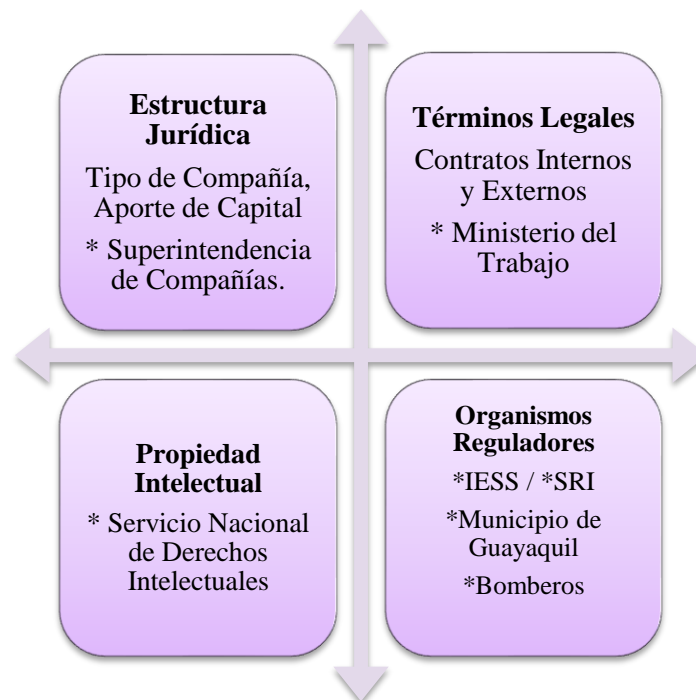 Estructura
Jurídica
Tipo de Compañía,
Aporte de Capital
* Superintendencia
de Compañías.
Términos Legales
Contratos Internos
y Externos
* Ministerio del
Trabajo
Propiedad
Intelectual
* Servicio Nacional
de Derechos
Intelectuales
Organismos
Reguladores
*IESS / *SRI
*Municipio de
Guayaquil
*Bomberos